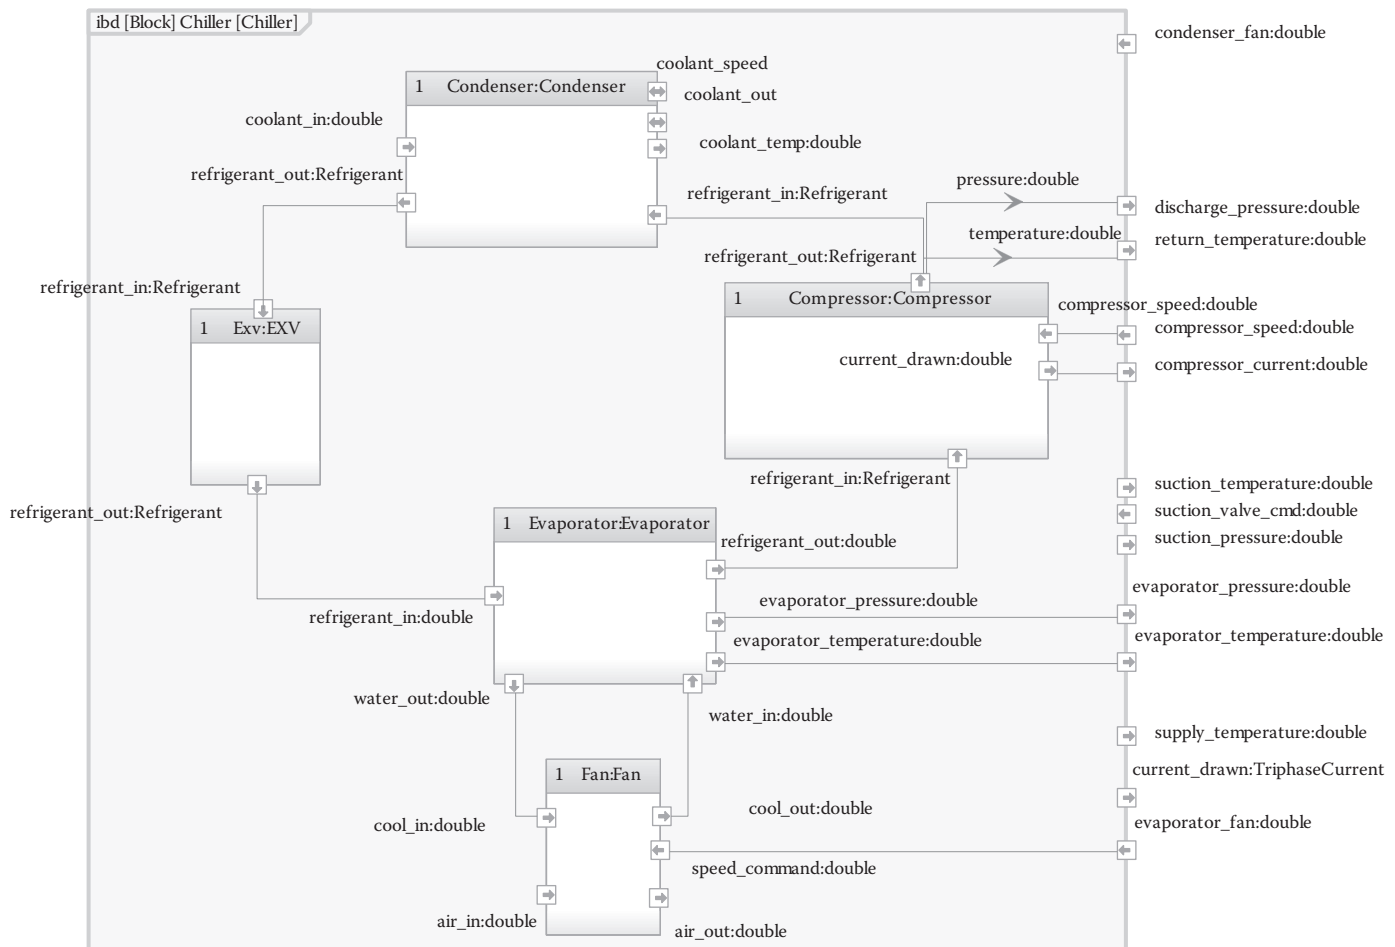 ibd [Block] Chiller [Chiller]
condenser_fan:double
coolant_speed
1 Condenser:Condenser
coolant_out
coolant_in:double
coolant_temp:double
refrigerant_out:Refrigerant
pressure:double
refrigerant_in:Refrigerant
discharge_pressure:double
temperature:double
return_temperature:double
refrigerant_out:Refrigerant
refrigerant_in:Refrigerant
1 Compressor:Compressor
compressor_speed:double
1 Exv:EXV
compressor_speed:double
current_drawn:double
compressor_current:double
refrigerant_in:Refrigerant
suction_temperature:double
refrigerant_out:Refrigerant
suction_valve_cmd:double
1 Evaporator:Evaporator
refrigerant_out:double
suction_pressure:double
evaporator_pressure:double
evaporator_pressure:double
refrigerant_in:double
evaporator_temperature:double
evaporator_temperature:double
water_out:double
water_in:double
supply_temperature:double
1 Fan:Fan
current_drawn:TriphaseCurrent
cool_out:double
cool_in:double
evaporator_fan:double
speed_command:double
air_in:double
air_out:double